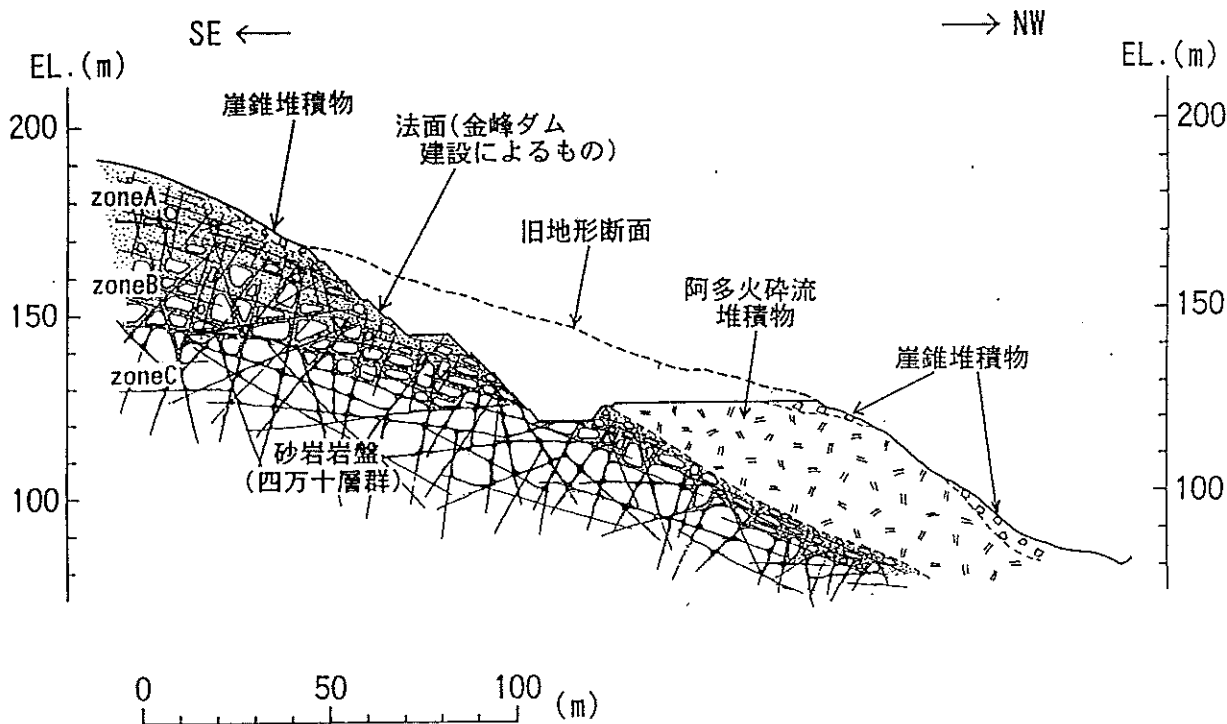 SE ←
→ NW
EL.(m)
EL.(m)
崖錐堆積物
法面(金峰ダム
建設によるもの)
200
200
zoneA
旧地形断面
zoneB
阿多火砕流
堆積物
150
150
崖錐堆積物
zoneC
砂岩岩盤
(四万十層群)
100
100
0 50 100 (m)